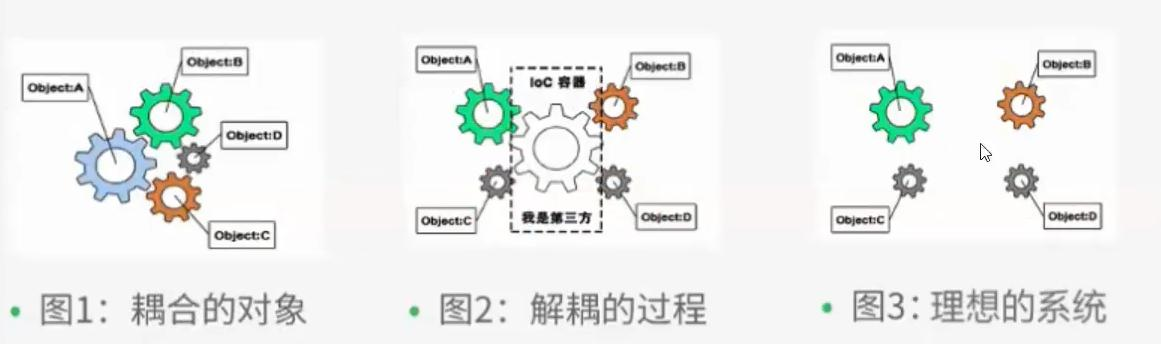 Object:A
Object:B
Object:D
Object:C
图1：耦合的对象
Object:A
IoC 容器
Object:B
Object:C
我是第三方
Object:D
图2：解耦的过程
Object:A
Object:B
Object:C
Object:D
图3：理想的系统